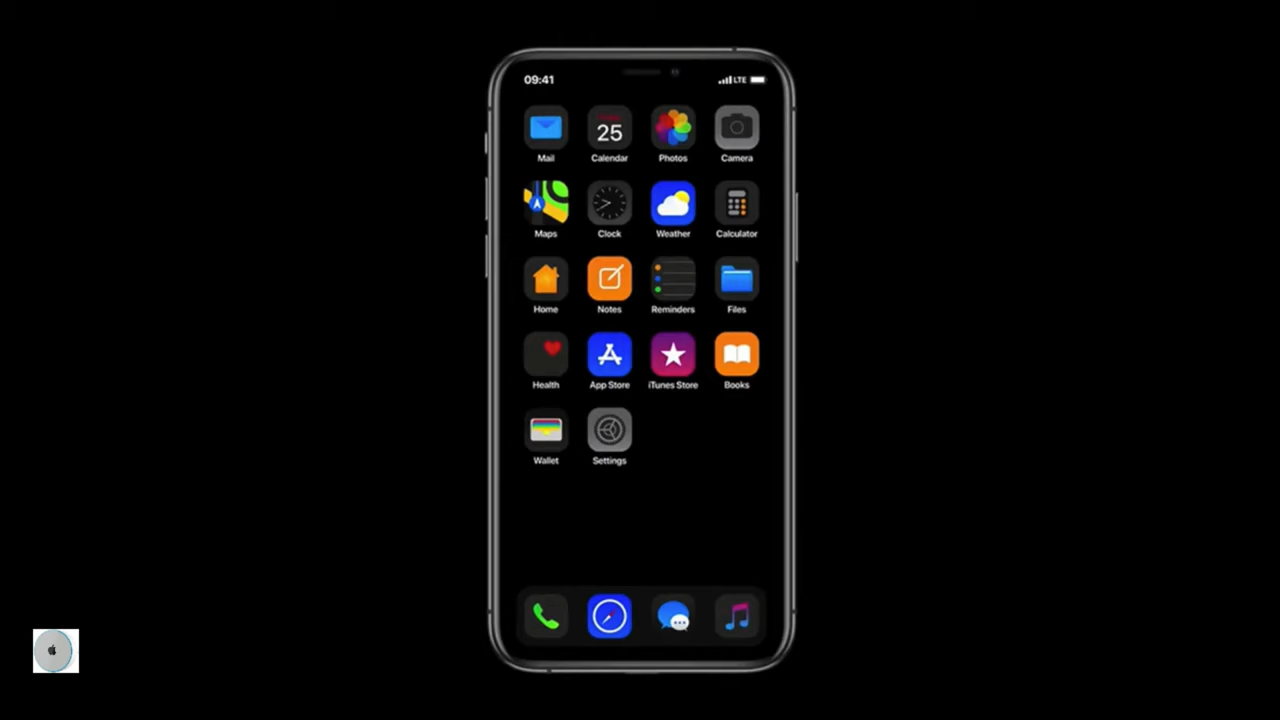 09:41 LTE
25
Mail Calendar Photos Camera
Maps Clock Weather Calculator
Home Notes Reminders Files
Health App Store iTunes Store Books
Wallet Settings